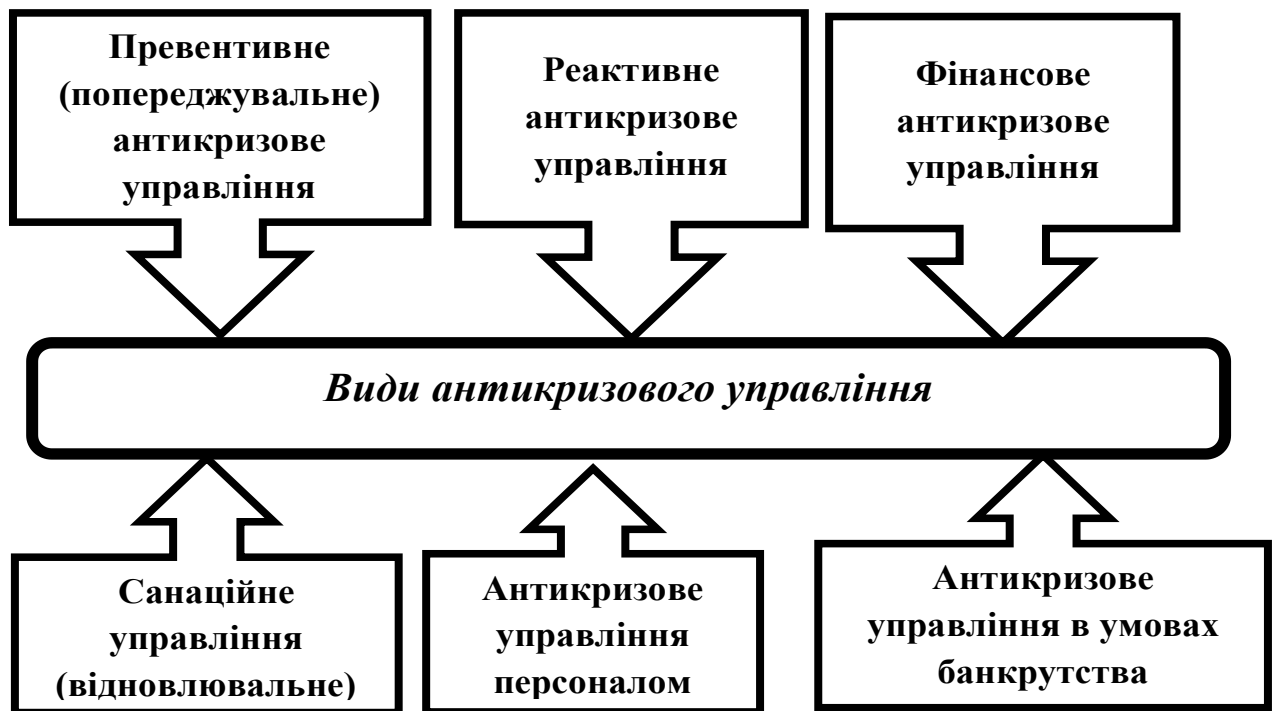 Превентивне
(попереджувальне)
антикризове
управління
Реактивне
антикризове
управління
Фінансове
антикризове
управління
Види антикризового управління
Санаційне
управління
(відновлювальне)
Антикризове
управління
персоналом
Антикризове
управління в умовах
банкрутства